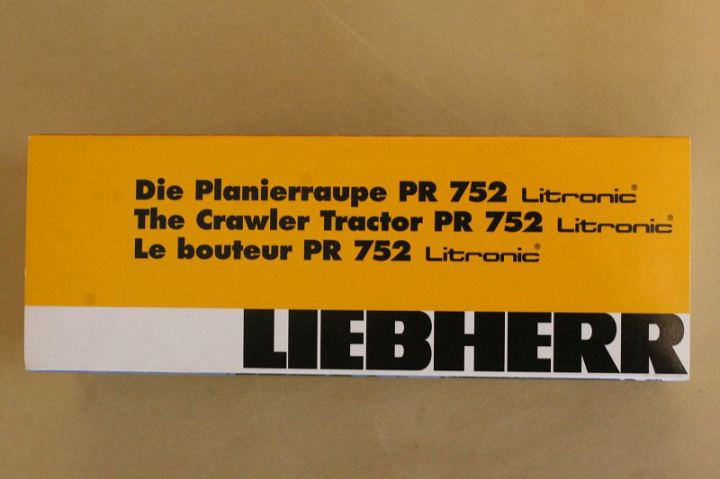 Die Planierraupe PR 752 Litronic®
The Crawler Tractor PR 752 Litronic®
Le bouteur PR 752 Litronic®
LIEBHERR